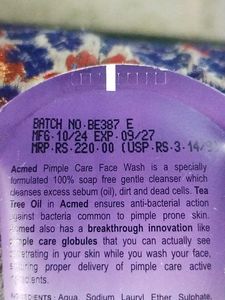 BATCH NO.BE387 E
MFG.10/24 EXP.09/27
MRP.RS.220.00 (USP.RS.3.14/
Acmed Pimple Care Face Wash is a specially
formulated 100% soap free gentle cleanser which
cleanses excess sebum (oil), dirt and dead cells. Tea
Tree Oil in Acmed ensures anti-bacterial action
against bacteria common to pimple prone skin.
Acmed also has a breakthrough innovation like
pimple care globules that you can actually see
penetrating in your skin while you wash your face,
proper delivery of pimple care active
INGREDIENTS: Aqua, Sodium Lauryl Ether Sulphate,